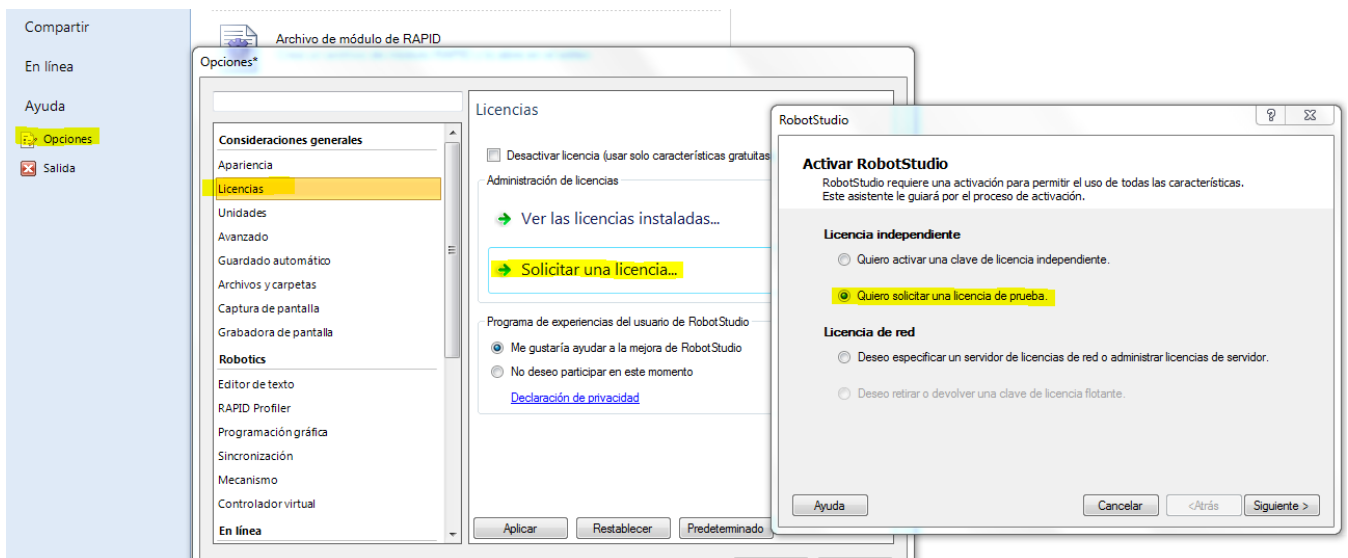 Compartir
En línea
Ayuda
Opciones
Salida
Archivo de módulo de RAPID
Opciones*
Consideraciones generales
Apariencia
Licencias
Unidades
Avanzado
Guardado automático
Archivos y carpetas
Captura de pantalla
Grabadora de pantalla
Robotics
Editor de texto
RAPID Profiler
Programación gráfica
Sincronización
Mecanismo
Controlador virtual
En línea
Licencias
Desactivar licencia (usar solo características gratuitas
Administración de licencias
Ver las licencias instaladas...
Solicitar una licencia...
Programa de experiencias del usuario de RobotStudio
Me gustaría ayudar a la mejora de RobotStudio
No deseo participar en este momento
Declaración de privacidad
Aplicar
Restablecer
Predeterminado
RobotStudio
Activar RobotStudio
RobotStudio requiere una activación para permitir el uso de todas las características.
Este asistente le guiará por el proceso de activación.
Licencia independiente
Quiero activar una clave de licencia independiente.
Quiero solicitar una licencia de prueba.
Licencia de red
Deseo especificar un servidor de licencias de red o administrar licencias de servidor.
Deseo retirar o devolver una clave de licencia flotante.
Ayuda
Cancelar
<Atrás
Siguiente >